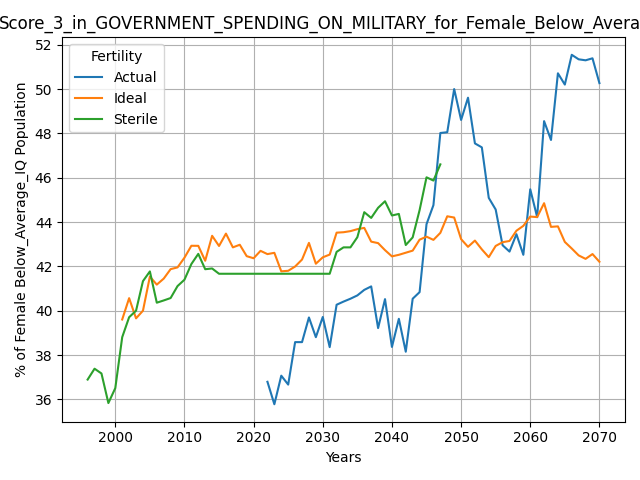 Score_3_in_GOVERNMENT_SPENDING_ON_MILITARY_for_Female_Below_Avera
Fertility
Actual
Ideal
Sterile
% of Female Below_Average_IQ Population
52
50
48
46
44
42
40
38
36
2000 2010 2020 2030 2040 2050 2060 2070
Years